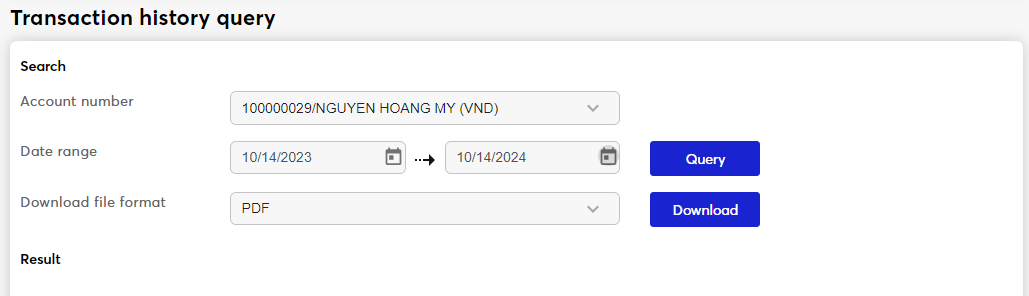 Transaction history query
Search
Account number
100000029/NGUYEN HOANG MY (VND)
Date range
10/14/2023
10/14/2024
Query
Download file format
PDF
Download
Result